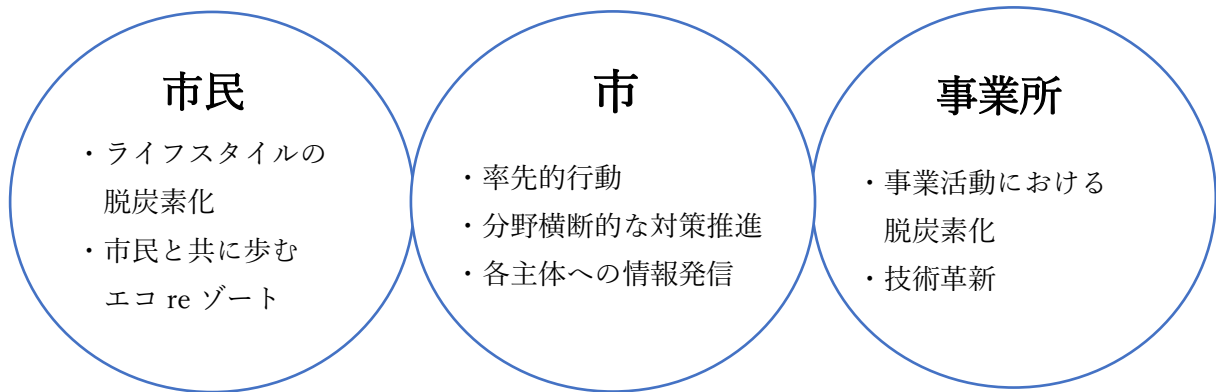 市民
・ライフスタイルの
脱炭素化
・市民と共に歩む
エコ re ゾート
市
・率先的行動
・分野横断的な対策推進
・各主体への情報発信
事業所
・事業活動における
脱炭素化
・技術革新